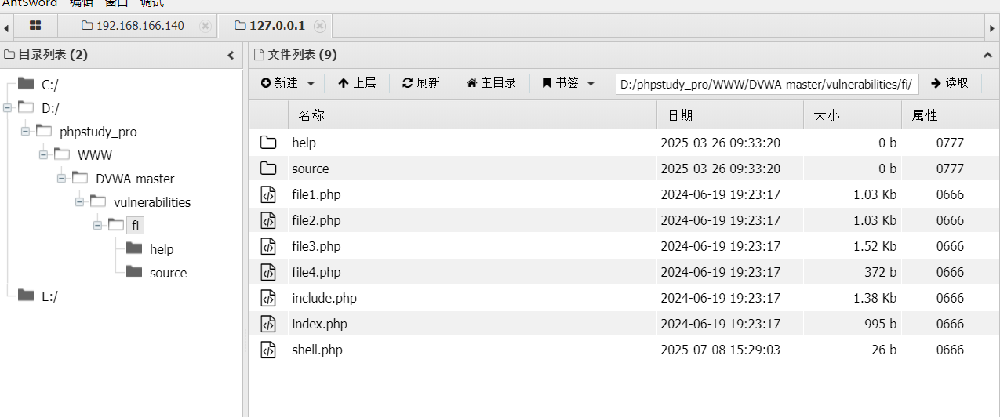 AntSword 编辑 窗口 调试
192.168.166.140 127.0.0.1
目录列表 (2)
文件列表 (9)
新建 上层 刷新 主目录 书签 D:/phpstudy_pro/WWW/DVWA-master/vulnerabilities/fi/ 读取
C:/
D:/
phpstudy_pro
WWW
DVWA-master
vulnerabilities
fi
help
source
E:/
名称 日期 大小 属性
help 2025-03-26 09:33:20 0 b 0777
source 2025-03-26 09:33:20 0 b 0777
file1.php 2024-06-19 19:23:17 1.03 Kb 0666
file2.php 2024-06-19 19:23:17 1.03 Kb 0666
file3.php 2024-06-19 19:23:17 1.52 Kb 0666
file4.php 2024-06-19 19:23:17 372 b 0666
include.php 2024-06-19 19:23:17 1.38 Kb 0666
index.php 2024-06-19 19:23:17 995 b 0666
shell.php 2025-07-08 15:29:03 26 b 0666